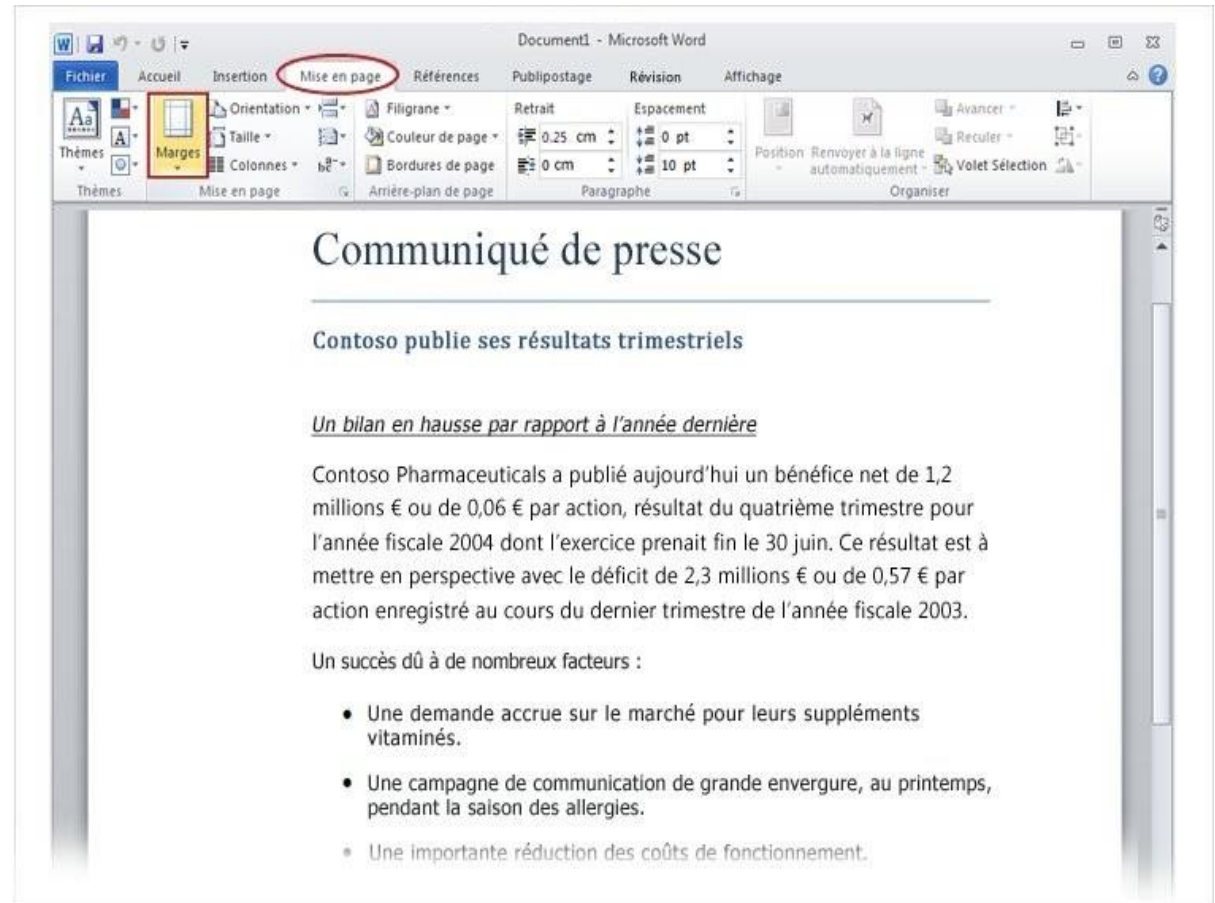 Document1 - Microsoft Word
Fichier Accueil Insertion Mise en page Références Publipostage Révision Affichage
Orientation Filigrane Retrait Espacement Avancer
Aa A Taille Couleur de page 0.25 cm 0 pt Reculer
Thèmes Marges Colonnes Bordures de page 0 cm 10 pt Position Renvoyer à la ligne automatiquement Volet Sélection
Thèmes Mise en page Arrière-plan de page Paragraphe Organiser
Communiqué de presse
Contoso publie ses résultats trimestriels
Un bilan en hausse par rapport à l'année dernière
Contoso Pharmaceuticals a publié aujourd'hui un bénéfice net de 1,2
millions € ou de 0,06 € par action, résultat du quatrième trimestre pour
l'année fiscale 2004 dont l'exercice prenait fin le 30 juin. Ce résultat est à
mettre en perspective avec le déficit de 2,3 millions € ou de 0,57 € par
action enregistré au cours du dernier trimestre de l'année fiscale 2003.
Un succès dû à de nombreux facteurs :
• Une demande accrue sur le marché pour leurs suppléments
vitaminés.
• Une campagne de communication de grande envergure, au printemps,
pendant la saison des allergies.
• Une importante réduction des coûts de fonctionnement.